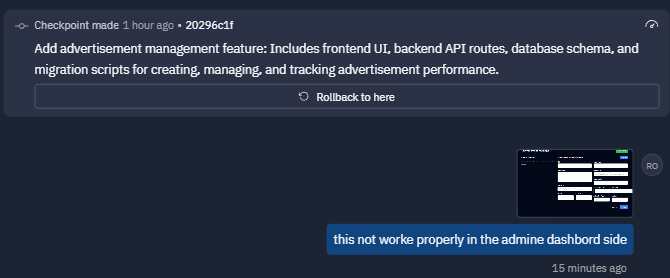 Checkpoint made 1 hour ago • 20296c1f
Add advertisement management feature: Includes frontend UI, backend API routes, database schema, and
migration scripts for creating, managing, and tracking advertisement performance.
Rollback to here
RO
this not worke properly in the admine dashbord side
15 minutes ago